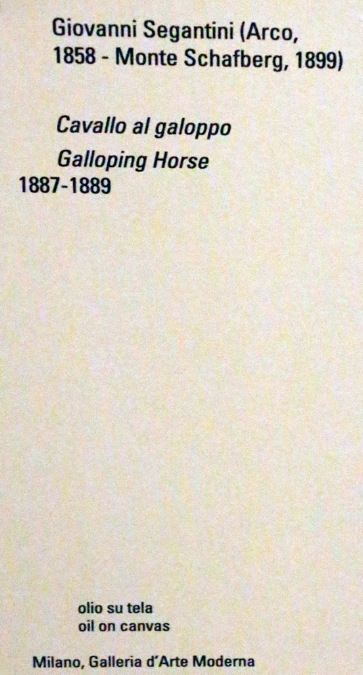 Giovanni Segantini (Arco,
1858 - Monte Schafberg, 1899)
Cavallo al galoppo
Galloping Horse
1887-1889
olio su tela
oil on canvas
Milano, Galleria d'Arte Moderna